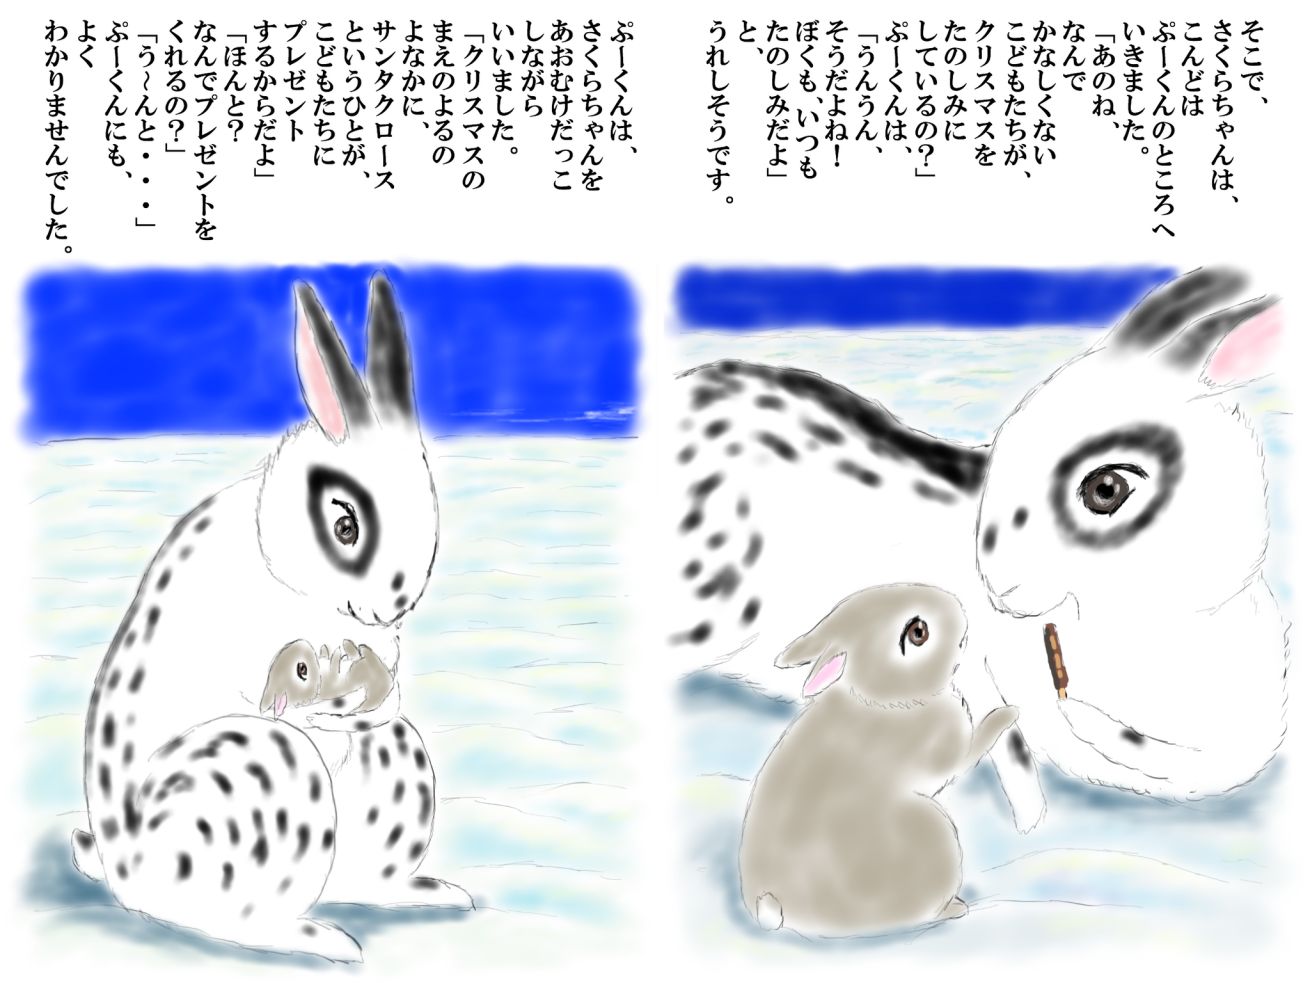 そこで、
さくらちゃんは、
こんどは
ぷーくんのところへ
いきました。
「あのね、
なんで
かなしくない
こどもたちが、
クリスマスを
たのしみに
しているの？」
ぷーくんは、
「うんうん、
そうだよね！
ぼくも、いつも
たのしみだよ」
と、
うれしそうです。
ぷーくんは、
さくらちゃんを
あおむけだっこ
しながら
いいました。
「クリスマスの
まえのよるの
よなかに、
サンタクロース
というひとが、
こどもたちに
プレゼント
するからだよ」
「ほんと？
なんでプレゼントを
くれるの？」
「う～んと・・・」
ぷーくんにも、
よく
わかりませんでした。